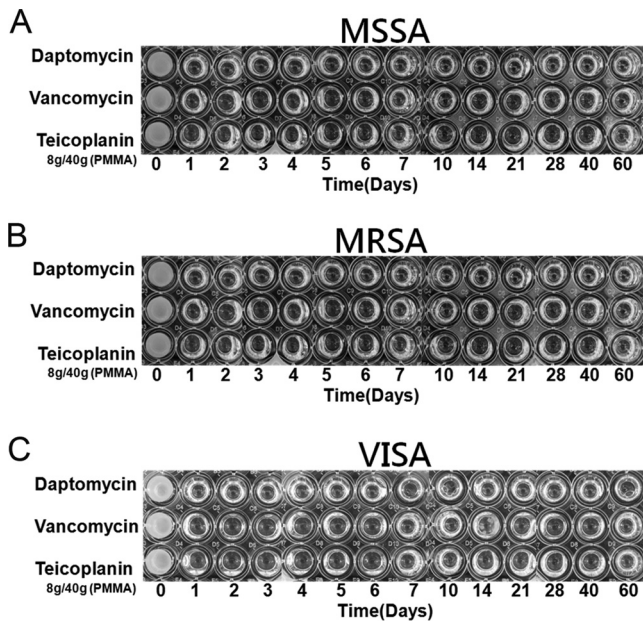 A
MSSA
Daptomycin
Vancomycin
Teicoplanin
8g/40g (PMMA)
0 1 2 3 4 5 6 7 10 14 21 28 40 60
Time(Days)
B
MRSA
Daptomycin
Vancomycin
Teicoplanin
8g/40g (PMMA)
0 1 2 3 4 5 6 7 10 14 21 28 40 60
Time(Days)
C
VISA
Daptomycin
Vancomycin
Teicoplanin
8g/40g (PMMA)
0 1 2 3 4 5 6 7 10 14 21 28 40 60
Time(Days)